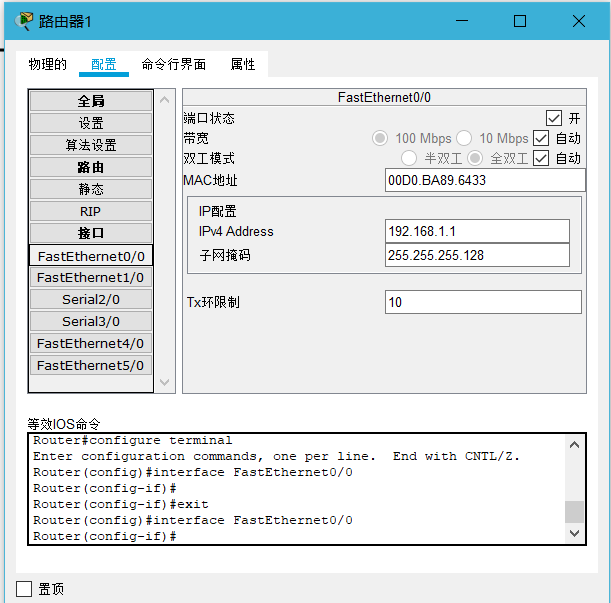 路由器1
物理的 配置 命令行界面 属性
全局
设置
算法设置
路由
静态
RIP
接口
FastEthernet0/0
FastEthernet1/0
Serial2/0
Serial3/0
FastEthernet4/0
FastEthernet5/0
FastEthernet0/0
端口状态 开
带宽 100 Mbps 10 Mbps 自动
双工模式 半双工 全双工 自动
MAC地址 00D0.BA89.6433
IP配置
IPv4 Address 192.168.1.1
子网掩码 255.255.255.128
Tx环限制 10
等效IOS命令
Router#configure terminal
Enter configuration commands, one per line. End with CNTL/Z.
Router(config)#interface FastEthernet0/0
Router(config-if)#
Router(config-if)#exit
Router(config)#interface FastEthernet0/0
Router(config-if)#
置顶